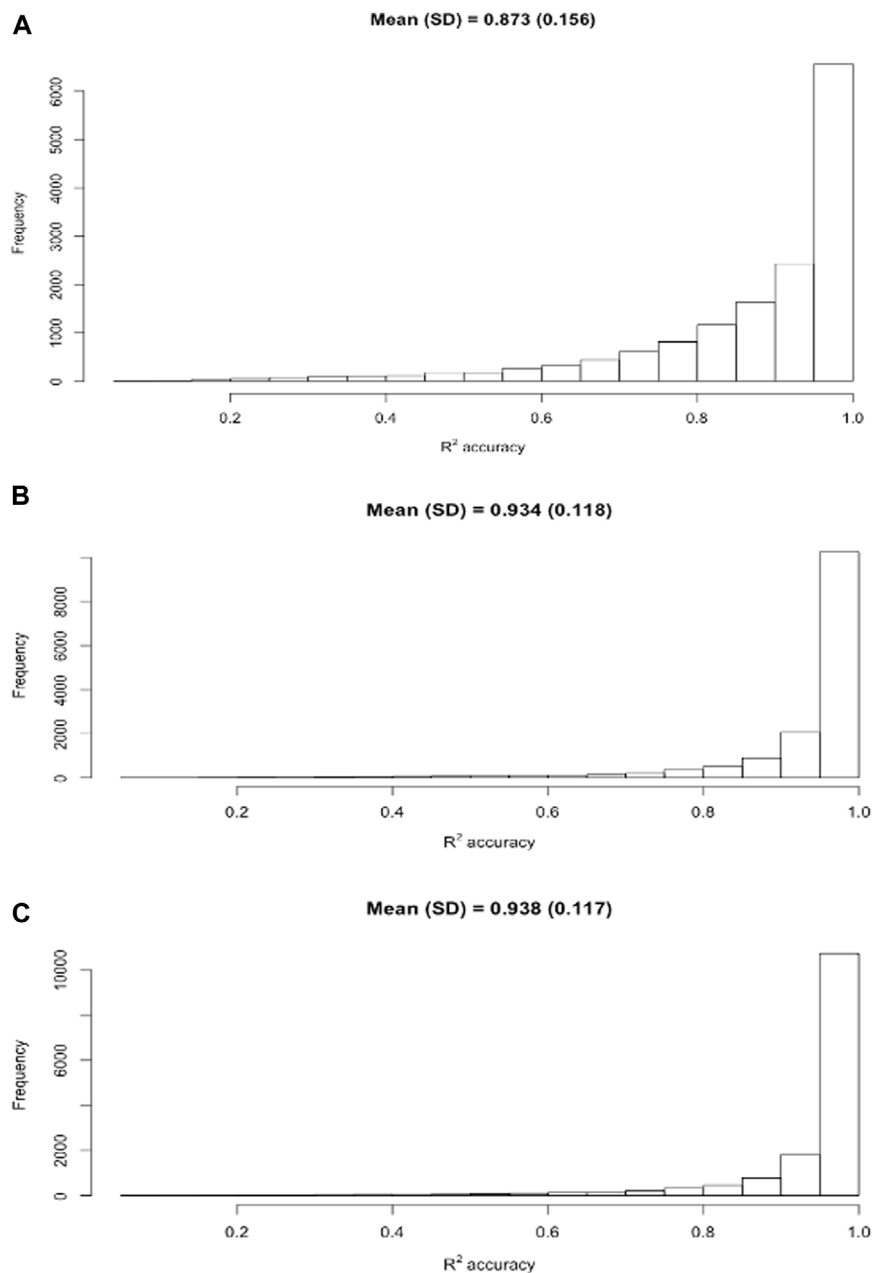 A
Mean (SD) = 0.873 (0.156)
6000
5000
4000
3000
2000
1000
0
Frequency
0.2 0.4 0.6 0.8 1.0
R² accuracy
B
Mean (SD) = 0.934 (0.118)
8000
6000
4000
2000
0
Frequency
0.2 0.4 0.6 0.8 1.0
R² accuracy
C
Mean (SD) = 0.938 (0.117)
10000
6000
2000
0
Frequency
0.2 0.4 0.6 0.8 1.0
R² accuracy